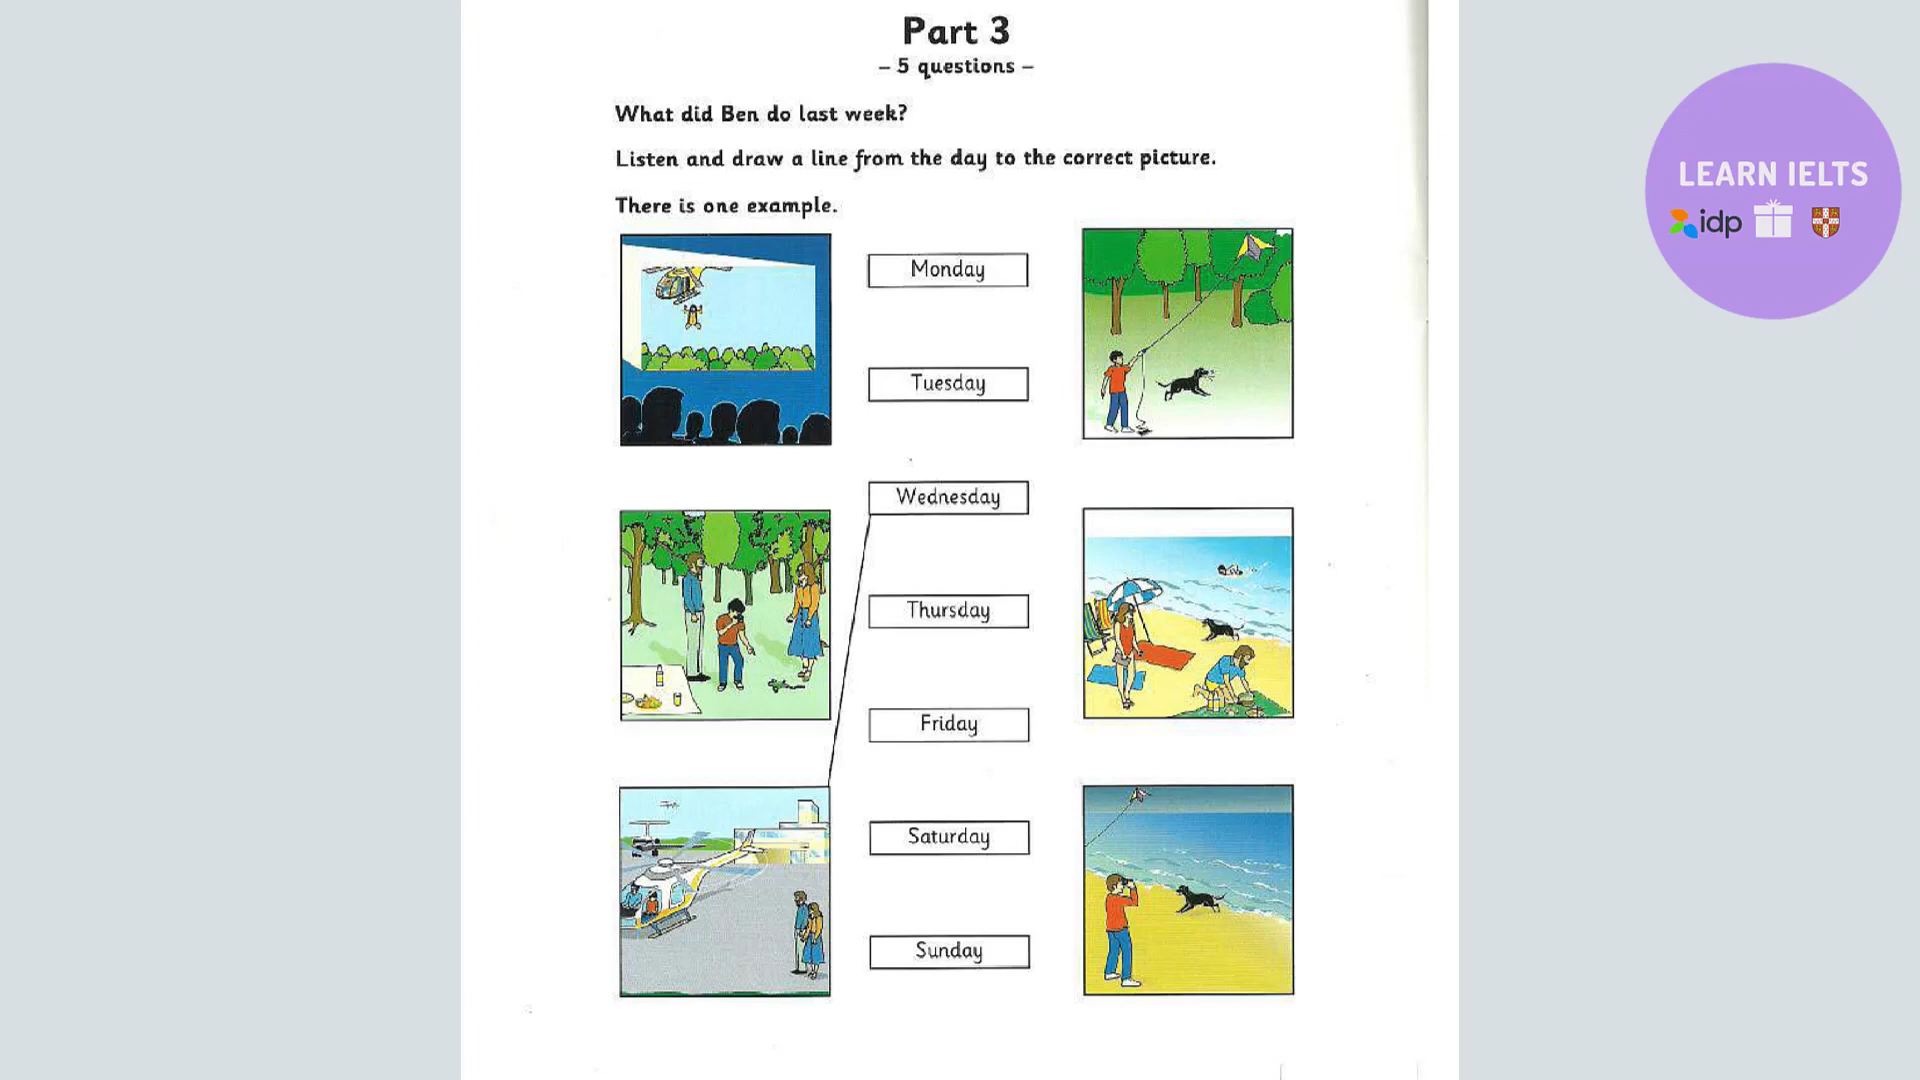 Part 3
– 5 questions –
What did Ben do last week?
Listen and draw a line from the day to the correct picture.
There is one example.
Monday
Tuesday
Wednesday
Thursday
Friday
Saturday
Sunday
LEARN IELTS
idp